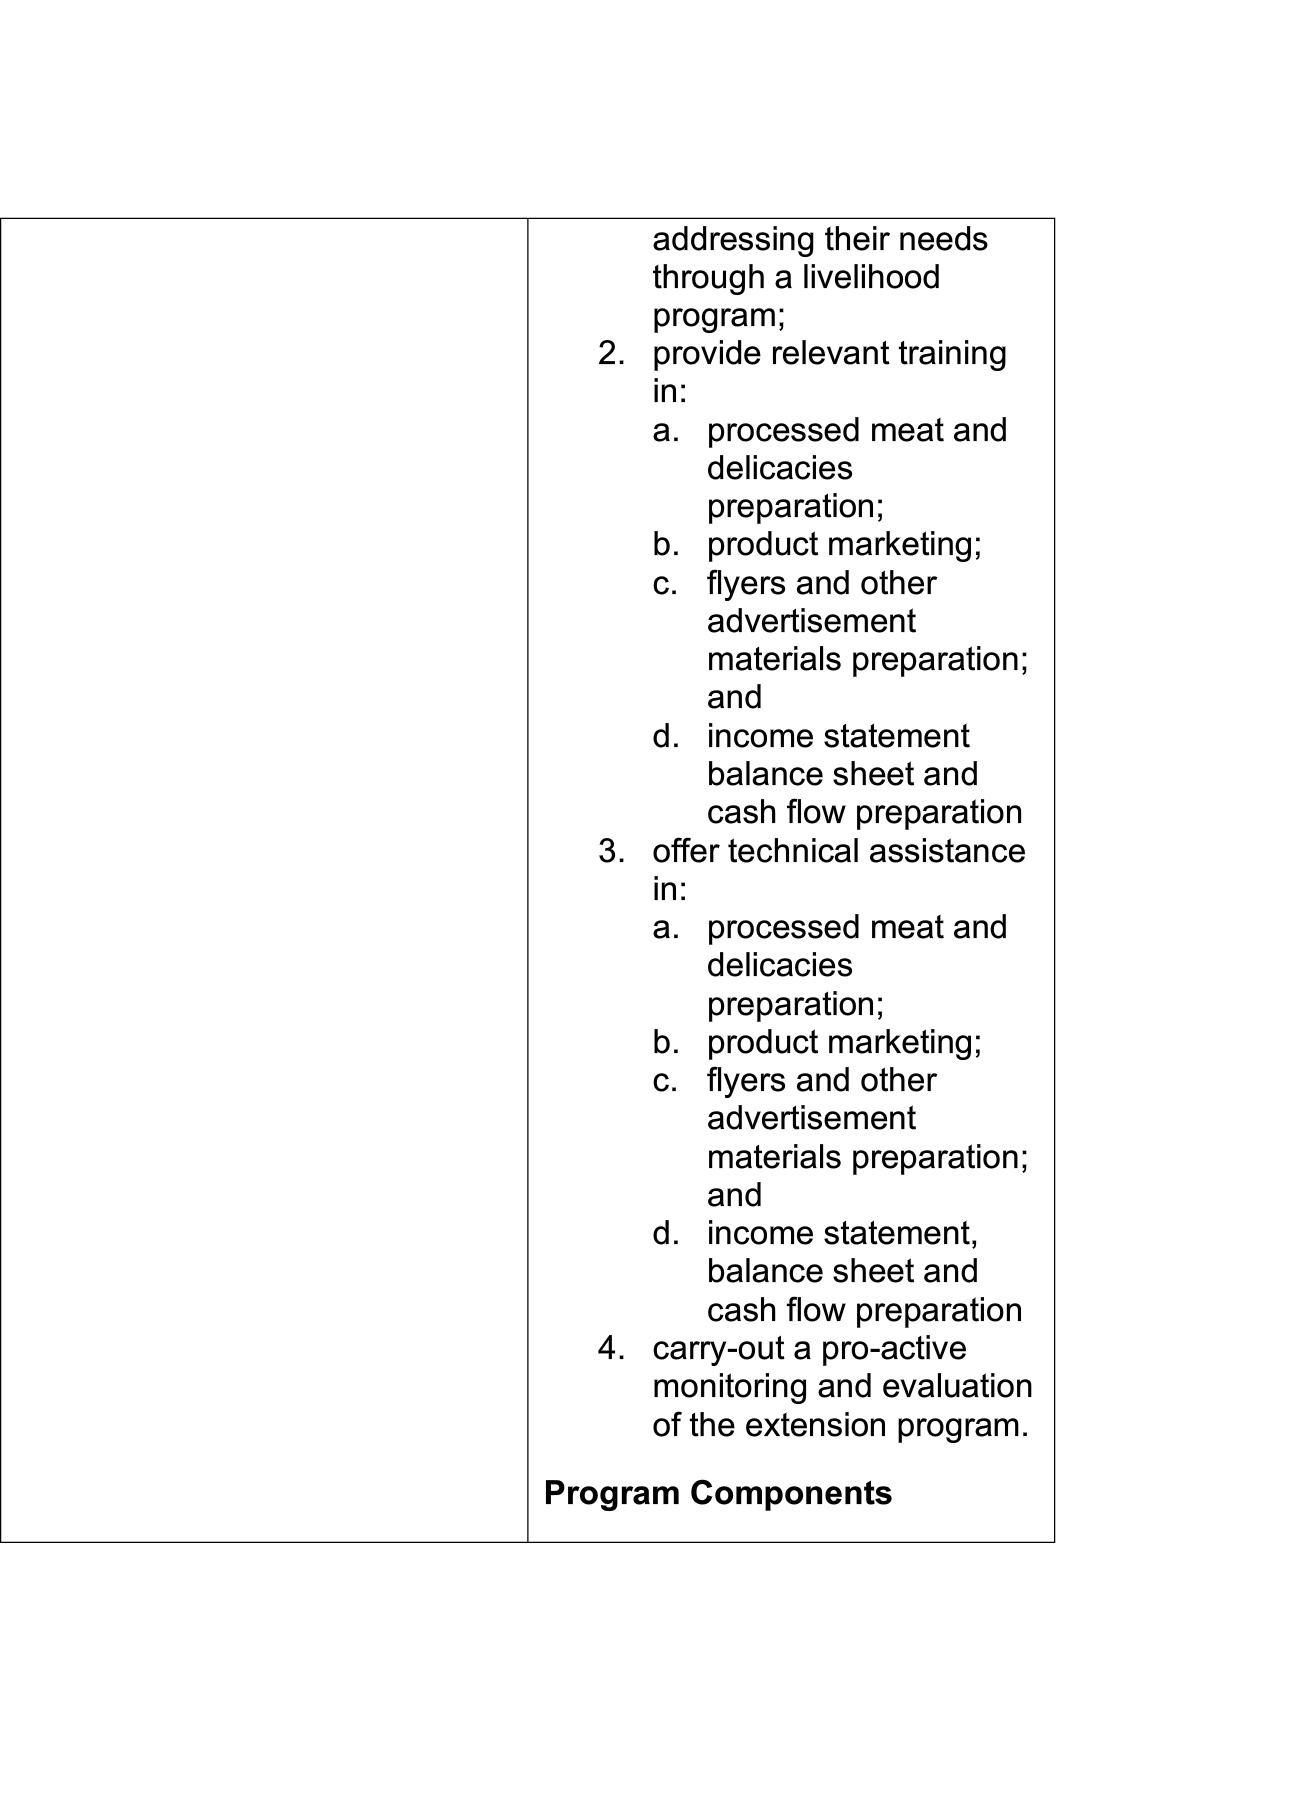 addressing their needs
through a livelihood
program;
2. provide relevant training
in:
a. processed meat and
delicacies
preparation;
b. product marketing;
c. flyers and other
advertisement
materials preparation;
and
d. income statement
balance sheet and
cash flow preparation
3. offer technical assistance
in:
a. processed meat and
delicacies
preparation;
b. product marketing;
c. flyers and other
advertisement
materials preparation;
and
d. income statement,
balance sheet and
cash flow preparation
4. carry-out a pro-active
monitoring and evaluation
of the extension program.
Program Components